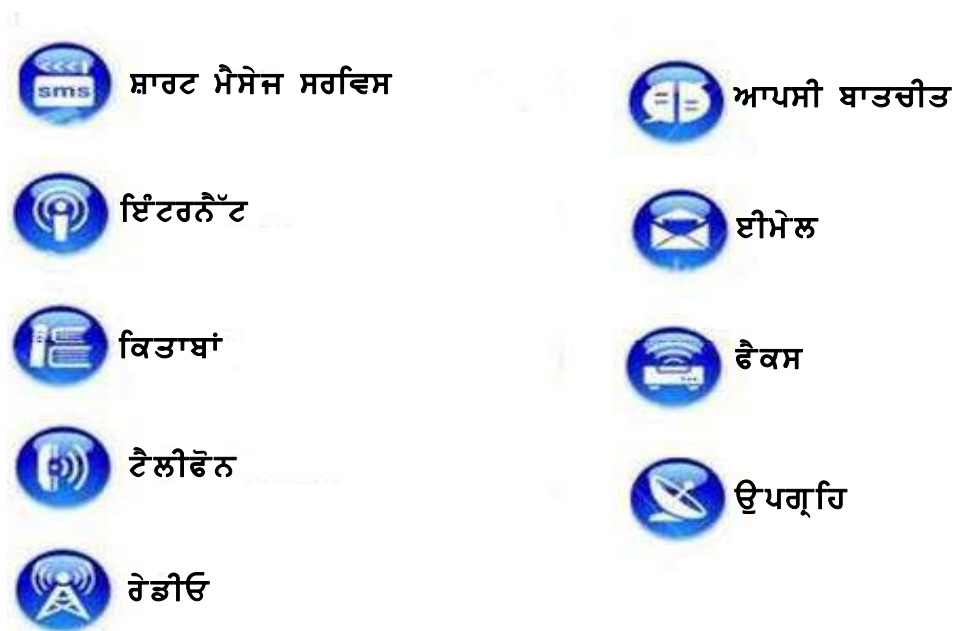 sms
ਸ਼ਾਰਟ ਮੈਸੇਜ ਸਰਵਿਸ
ਇੰਟਰਨੈੱਟ
ਕਿਤਾਬਾਂ
ਟੈਲੀਫੋਨ
ਰੇਡੀਓ
ਆਪਸੀ ਬਾਤਚੀਤ
ਈਮੇਲ
ਫੈਕਸ
ਉਪਗ੍ਰਹਿ